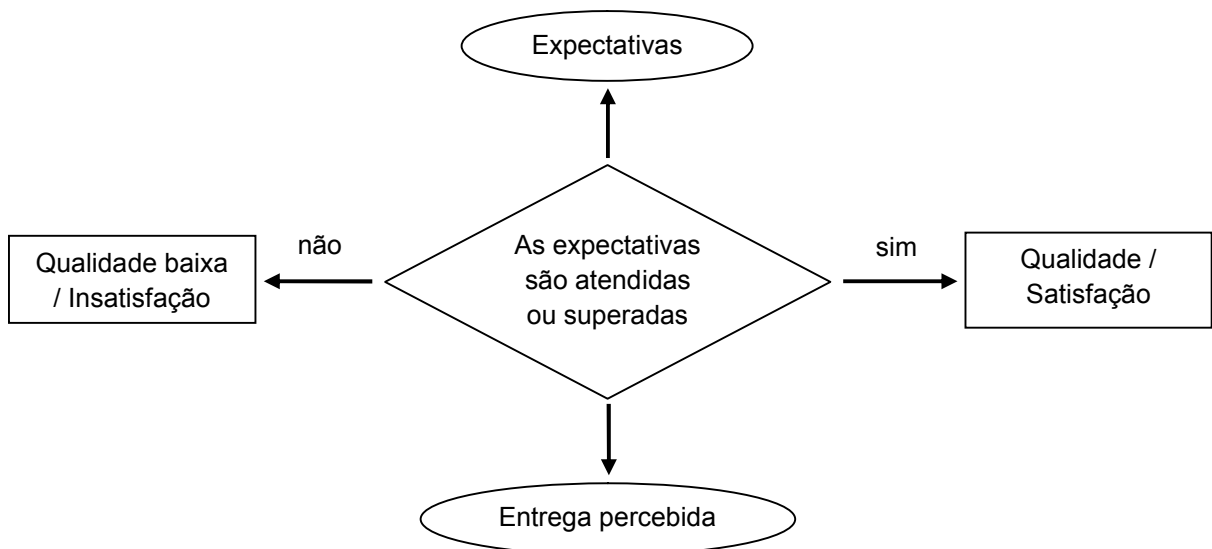 Expectativas
não
Qualidade baixa
/ Insatisfação
As expectativas
são atendidas
ou superadas
sim
Qualidade /
Satisfação
Entrega percebida